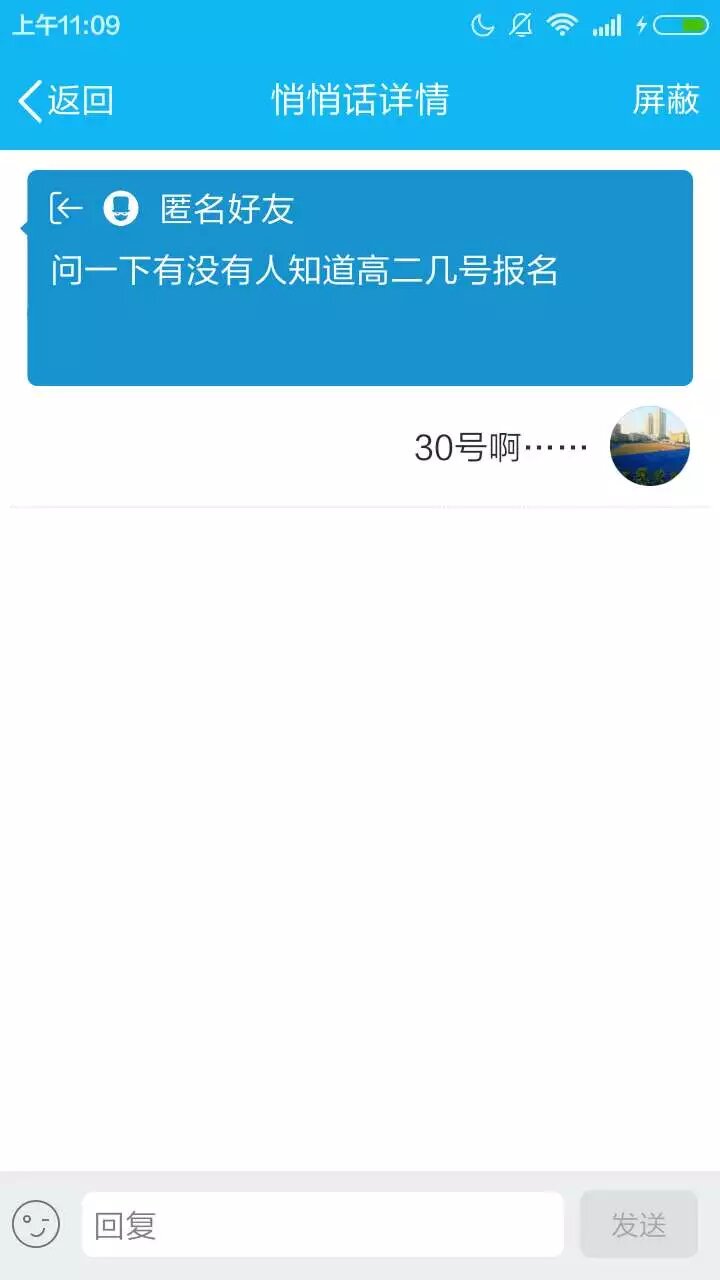 上午11:09
返回
悄悄话详情
屏蔽
匿名好友
问一下有没有人知道高二几号报名
30号啊……
回复
发送